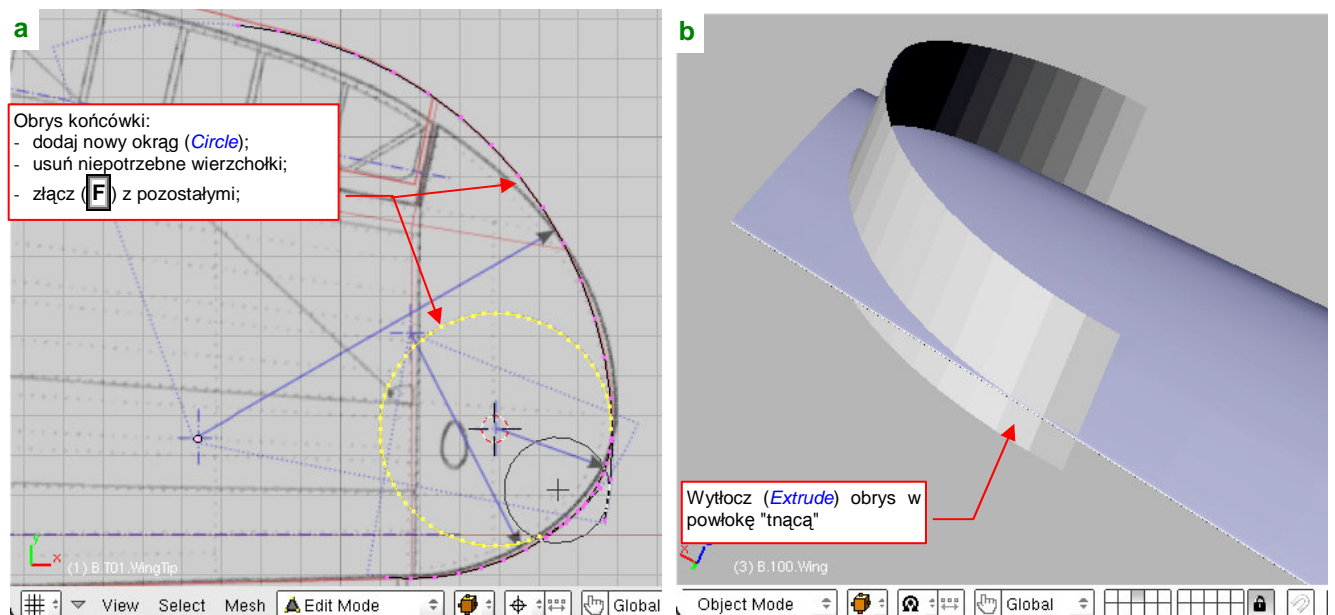 a
Obrys końcówki:
- dodaj nowy okrąg (Circle);
- usuń niepotrzebne wierzchołki;
- złącz (F) z pozostałymi;
y
x
(1) B.T01.WingTip
View Select Mesh Edit Mode Global
b
Wytłocz (Extrude) obrys w
powłokę "tnącą"
x
y
(3) B.100.Wing
Object Mode Global